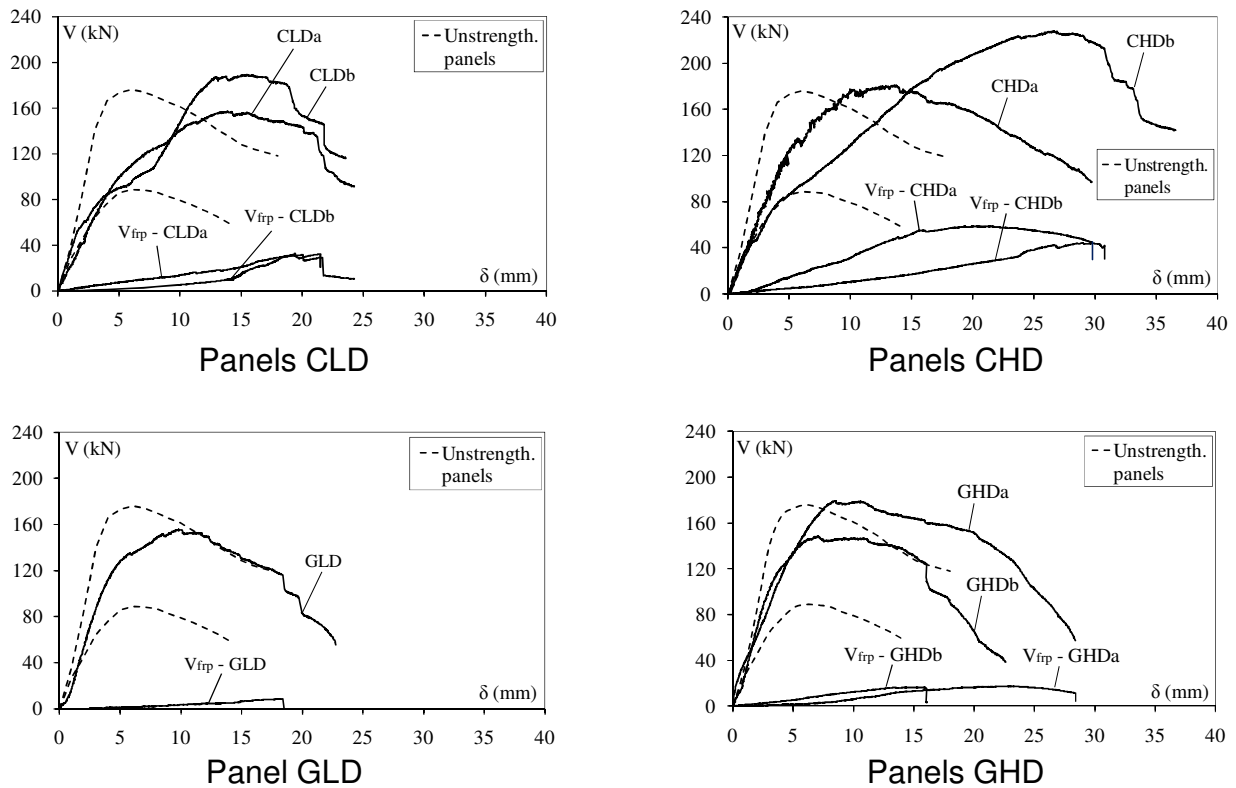 V (kN)
240
200
160
120
80
40
0
0 5 10 15 20 25 30 35 40
δ (mm)
CLDa
CLDb
Unstrength.
panels
Vfrp - CLDa
Vfrp - CLDb
Panels CLD
V (kN)
240
200
160
120
80
40
0
0 5 10 15 20 25 30 35 40
δ (mm)
CHDb
CHDa
Unstrength.
panels
Vfrp - CHDa
Vfrp - CHDb
Panels CHD
V (kN)
240
200
160
120
80
40
0
0 5 10 15 20 25 30 35 40
δ (mm)
Unstrength.
panels
GLD
Vfrp - GLD
Panel GLD
V (kN)
240
200
160
120
80
40
0
0 5 10 15 20 25 30 35 40
δ (mm)
Unstrength.
panels
GHDa
GHDb
Vfrp - GHDb
Vfrp - GHDa
Panels GHD